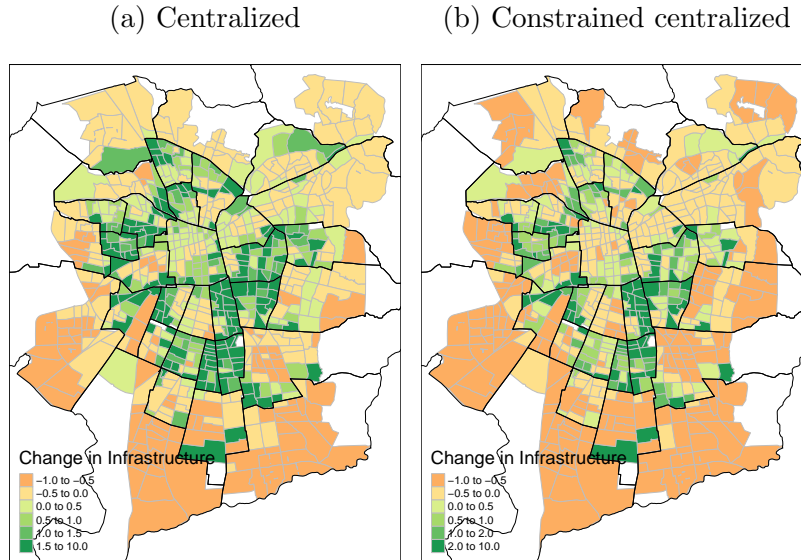 (a) Centralized
(b) Constrained centralized
Change in Infrastructure
−1.0 to −0.5
−0.5 to 0.0
0.0 to 0.5
0.5 to 1.0
1.0 to 1.5
1.5 to 10.0
Change in Infrastructure
−1.0 to −0.5
−0.5 to 0.0
0.0 to 0.5
0.5 to 1.0
1.0 to 2.0
2.0 to 10.0